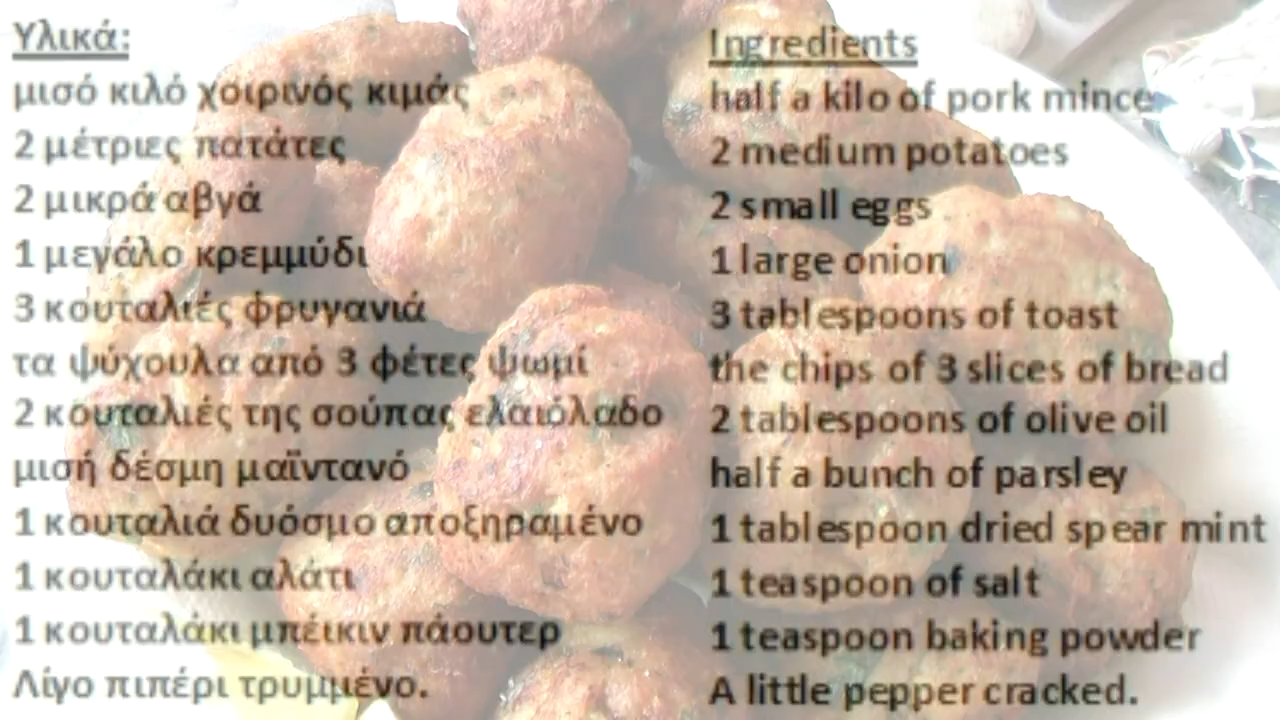 Υλικά:
μισό κιλό χοιρινός κιμάς
2 μέτριες πατάτες
2 μικρά αβγά
1 μεγάλο κρεμμύδι
3 κουταλιές φρυγανιά
τα ψύχουλα από 3 φέτες ψωμί
2 κουταλιές της σούπας ελαιόλαδο
μισή δέσμη μαϊντανό
1 κουταλιά δυόσμο αποξηραμένο
1 κουταλάκι αλάτι
1 κουταλάκι μπέικιν πάουτερ
Λίγο πιπέρι τρυμμένο.
Ingredients
half a kilo of pork mince
2 medium potatoes
2 small eggs
1 large onion
3 tablespoons of toast
the chips of 3 slices of bread
2 tablespoons of olive oil
half a bunch of parsley
1 tablespoon dried spear mint
1 teaspoon of salt
1 teaspoon baking powder
A little pepper cracked.